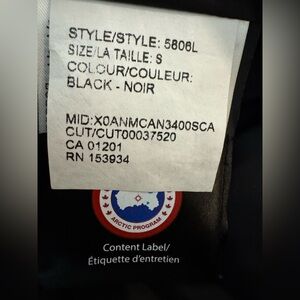 STYLE/STYLE: 5806L
SIZE/LA TAILLE: S
COLOUR/COULEUR:
BLACK - NOIR
MID:X0ANMCAN3400SCA
CUT/CUT00037520
CA 01201
RN 153934
ARCTIC PROGRAM
Content Label/
Étiquette d'entretien